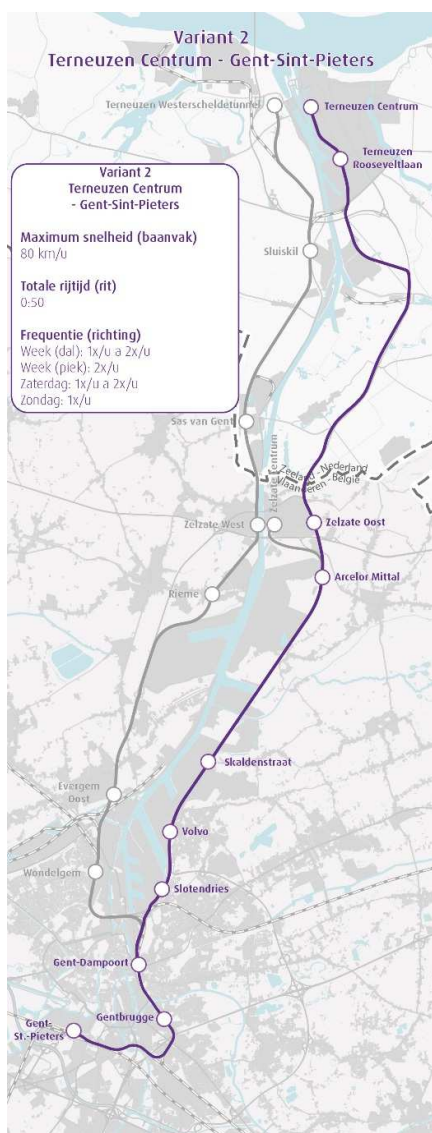 Variant 2
Terneuzen Centrum - Gent-Sint-Pieters
Terneuzen Westerscheldetunnel
Terneuzen Centrum
Terneuzen
Rooseveltlaan
Variant 2
Terneuzen Centrum
- Gent-Sint-Pieters
Maximum snelheid (baanvak)
80 km/u
Totale rijtijd (rit)
0:50
Frequentie (richting)
Week (dal): 1x/u a 2x/u
Week (piek): 2x/u
Zaterdag: 1x/u a 2x/u
Zondag: 1x/u
Sluiskil
Sas van Gent
Zelzate Centrum
Zeeland - Nederland
Vlaanderen - België
Zelzate West
Zelzate Oost
Arcelor Mittal
Rieme
Skaldenstraat
Evergem
Oost
Volvo
Wondelgem
Slotendries
Gent-Dampoort
Gentbrugge
Gent-
St.-Pieters